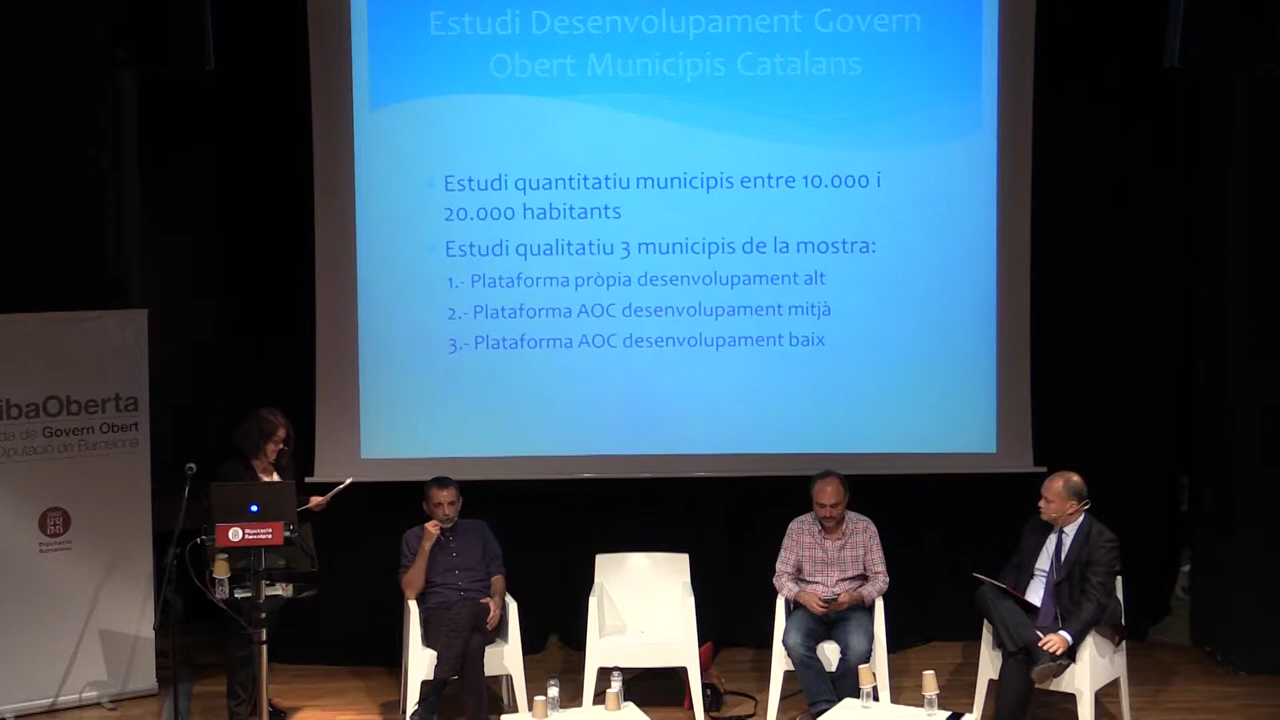 Estudi Desenvolupament Govern
Obert Municipis Catalans
Estudi quantitatiu municipis entre 10.000 i
20.000 habitants
Estudi qualitatiu 3 municipis de la mostra:
1.- Plataforma pròpia desenvolupament alt
2.- Plataforma AOC desenvolupament mitjà
3.- Plataforma AOC desenvolupament baix
ibaOberta
da de Govern Obert
Diputació de Barcelona
Diputació
Barcelona
Diputació
Barcelona